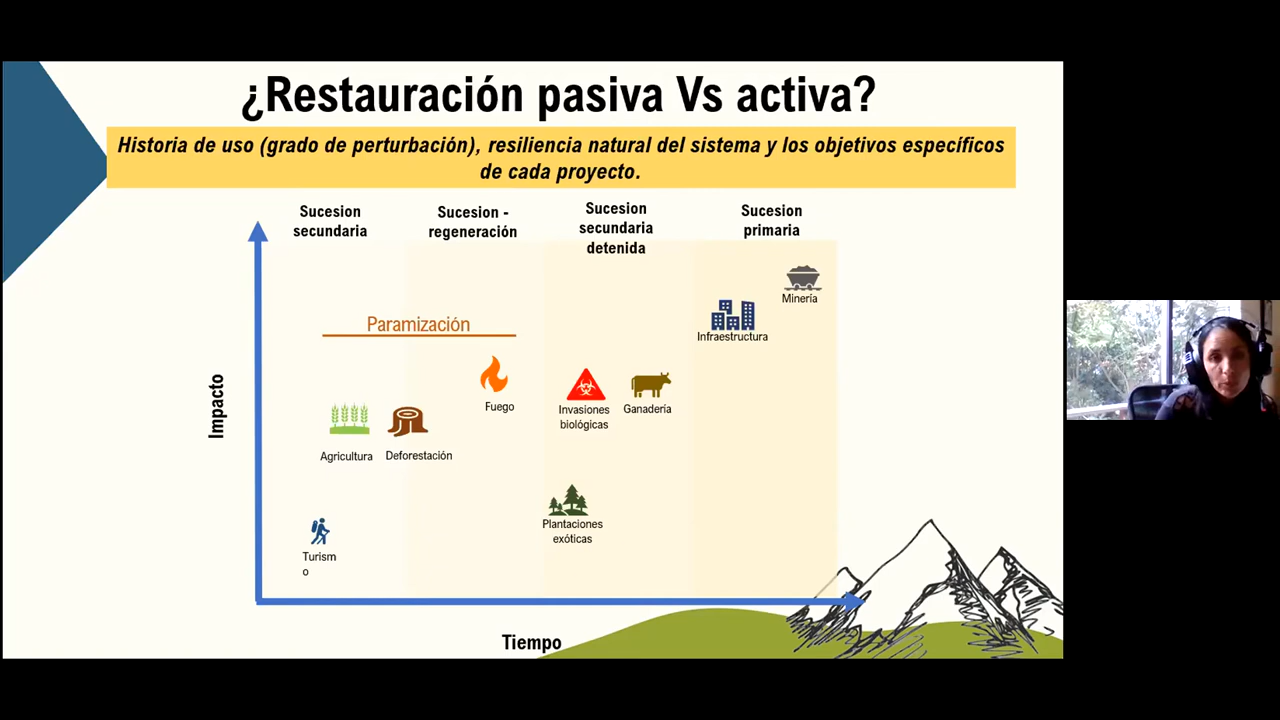 ¿Restauración pasiva Vs activa?
Historia de uso (grado de perturbación), resiliencia natural del sistema y los objetivos específicos
de cada proyecto.
Sucesion
secundaria
Sucesion -
regeneración
Sucesion
secundaria
detenida
Sucesion
primaria
Minería
Infraestructura
Paramización
Fuego
Invasiones
biológicas
Ganadería
Agricultura
Deforestación
Impacto
Plantaciones
exóticas
Turism
o
Tiempo